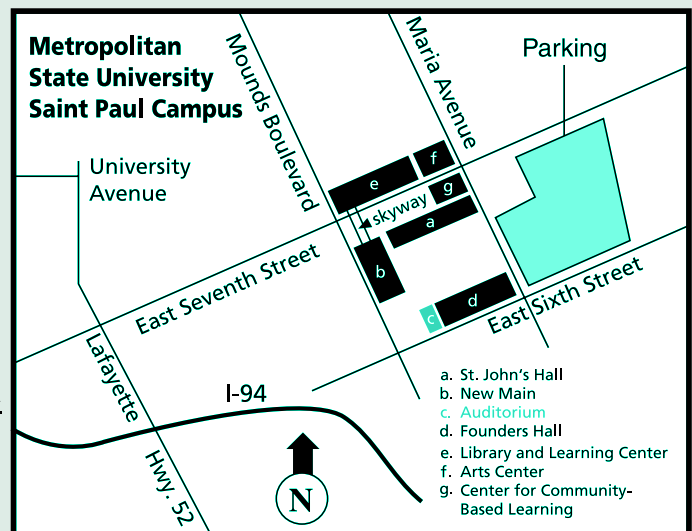 Metropolitan
State University
Saint Paul Campus
Mounds Boulevard
Maria Avenue
Parking
University
Avenue
f
e
g
skyway
a
b
East Seventh Street
d
c
East Sixth Street
Lafayette
Hwy. 52
I-94
N
a. St. John's Hall
b. New Main
c. Auditorium
d. Founders Hall
e. Library and Learning Center
f. Arts Center
g. Center for Community-
Based Learning